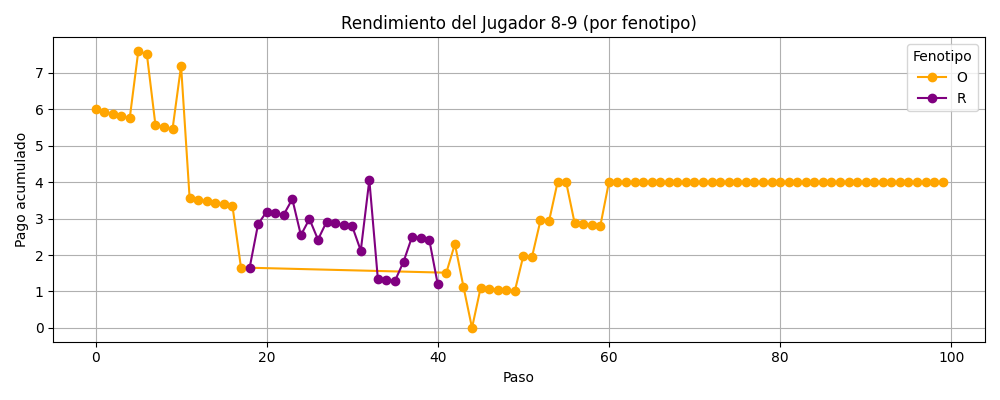 Rendimiento del Jugador 8-9 (por fenotipo)
Pago acumulado
7
6
5
4
3
2
1
0
Fenotipo
O
R
0 20 40 60 80 100
Paso